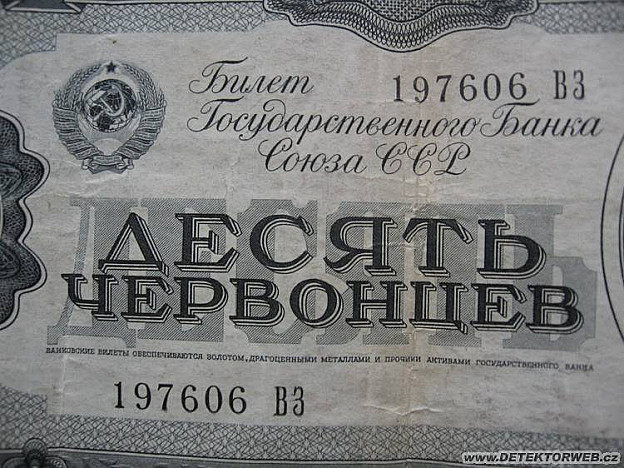 Билет 197606 ВЗ
Государственного Банка
Союза ССР
ДЕСЯТЬ
ЧЕРВОНЦЕВ
БАНКОВСКИЕ БИЛЕТЫ ОБЕСПЕЧИВАЮТСЯ ЗОЛОТОМ, ДРАГОЦЕННЫМИ МЕТАЛЛАМИ И ПРОЧИМИ АКТИВАМИ ГОСУДАРСТВЕННОГО БАНКА
197606 ВЗ
www.DETEKTORWEB.cz